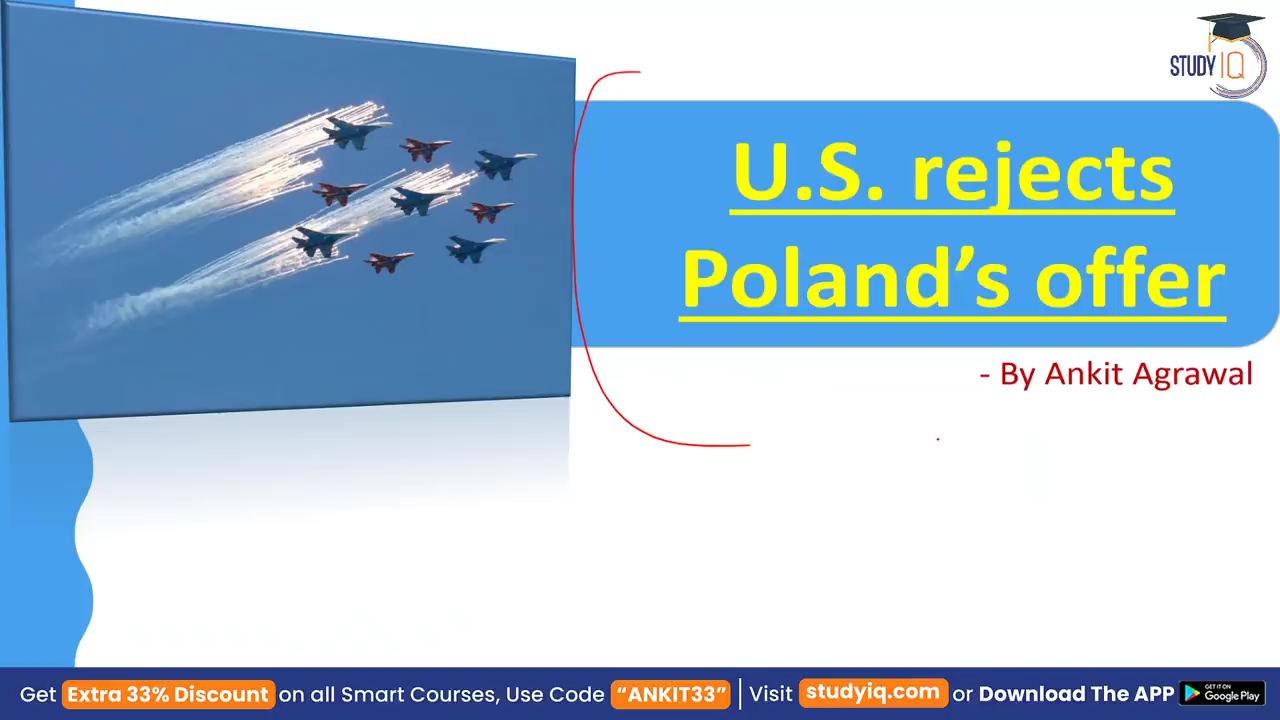 STUDY IQ
U.S. rejects
Poland’s offer
- By Ankit Agrawal
Get Extra 33% Discount on all Smart Courses, Use Code “ANKIT33” | Visit studyiq.com or Download The APP GET IT ON Google Play